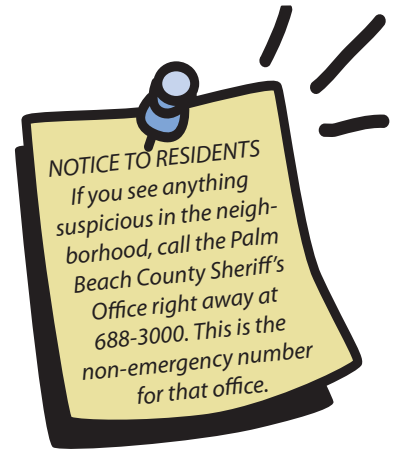 NOTICE TO RESIDENTS
If you see anything
suspicious in the neigh-
borhood, call the Palm
Beach County Sheriff's
Office right away at
688-3000. This is the
non-emergency number
for that office.